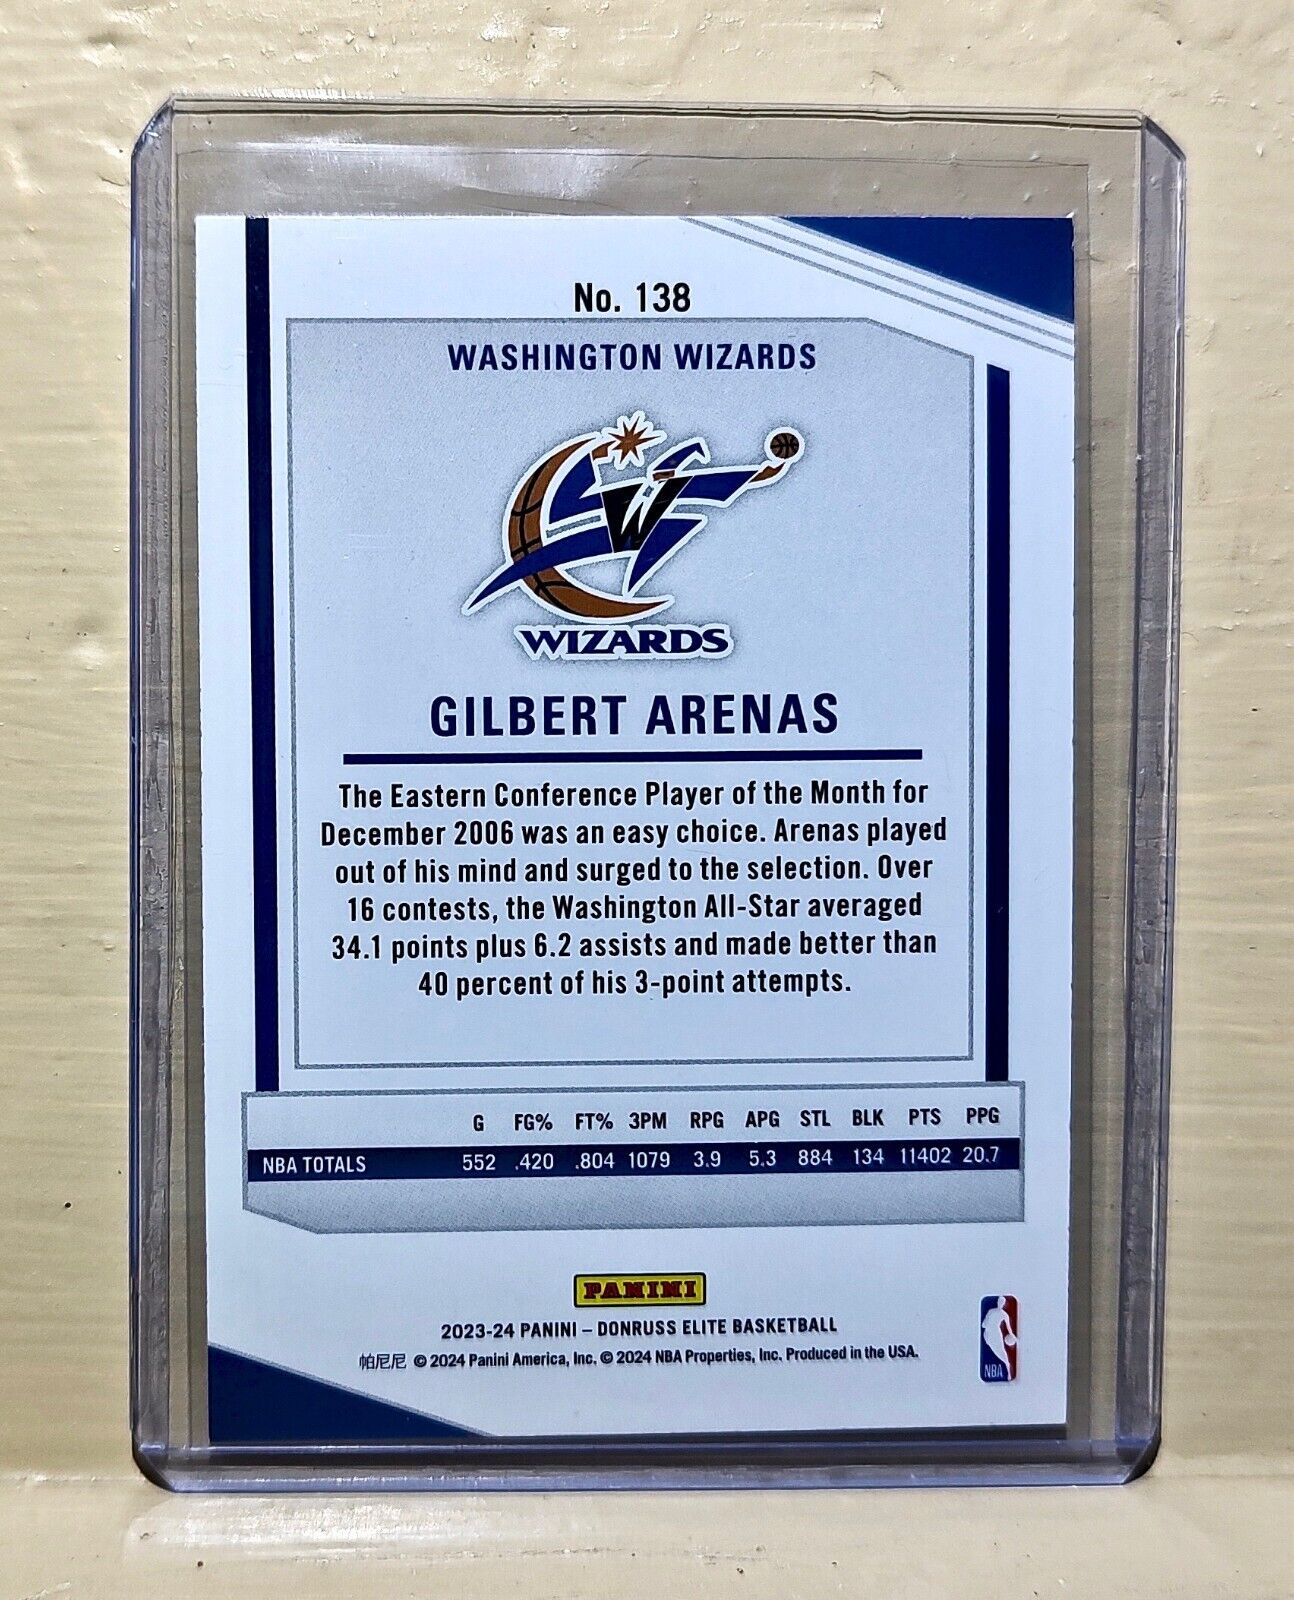 No. 138
WASHINGTON WIZARDS
W
WIZARDS
GILBERT ARENAS
The Eastern Conference Player of the Month for
December 2006 was an easy choice. Arenas played
out of his mind and surged to the selection. Over
16 contests, the Washington All-Star averaged
34.1 points plus 6.2 assists and made better than
40 percent of his 3-point attempts.
G FG% FT% 3PM RPG APG STL BLK PTS PPG
NBA TOTALS 552 .420 .804 1079 3.9 5.3 884 134 11402 20.7
PANINI
2023-24 PANINI – DONRUSS ELITE BASKETBALL
帕尼尼 © 2024 Panini America, Inc. © 2024 NBA Properties, Inc. Produced in the USA.
NBA